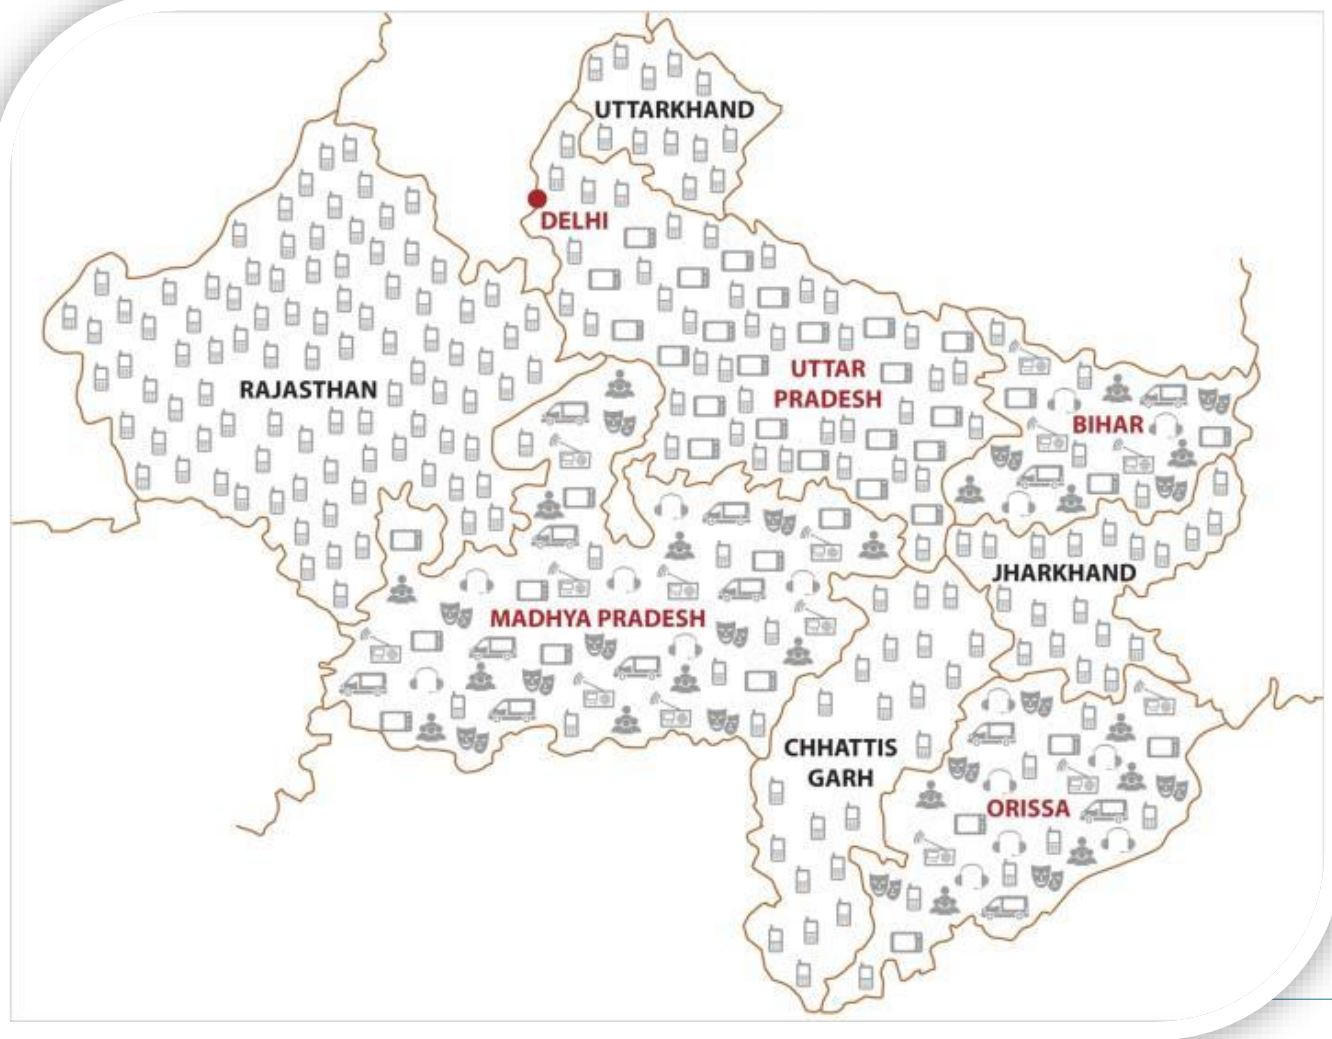 UTTARKHAND
DELHI
RAJASTHAN
UTTAR
PRADESH
BIHAR
JHARKHAND
MADHYA PRADESH
CHHATTIS
GARH
ORISSA